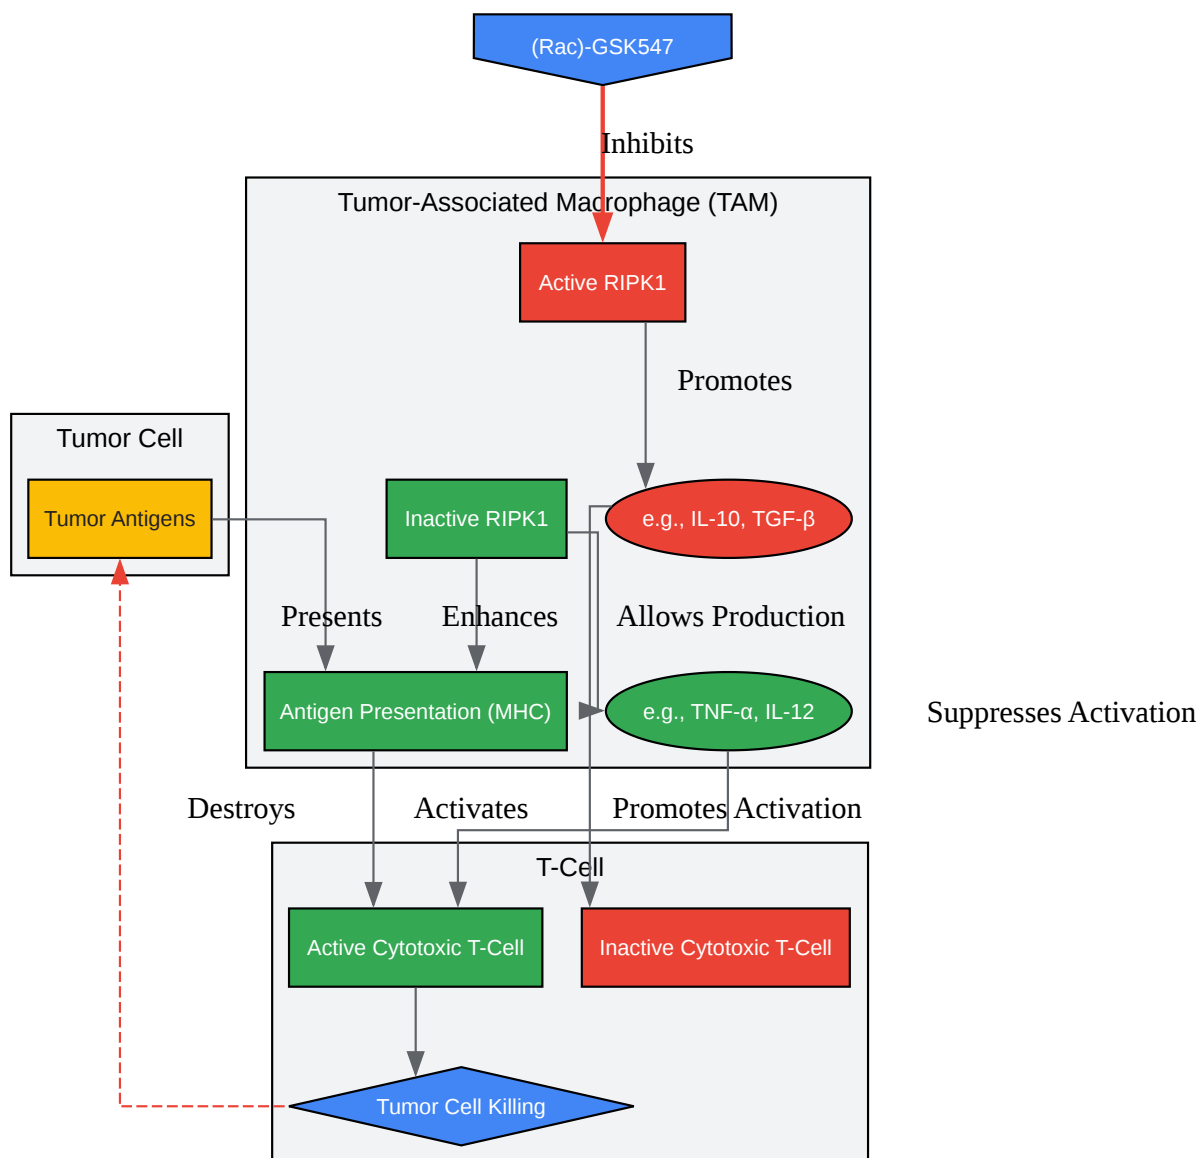 (Rac)-GSK547
Inhibits
Tumor-Associated Macrophage (TAM)
Active RIPK1
Promotes
Tumor Cell
Tumor Antigens
Inactive RIPK1
e.g., IL-10, TGF-β
Presents
Enhances
Allows Production
Antigen Presentation (MHC)
e.g., TNF-α, IL-12
Suppresses Activation
Destroys
Activates
Promotes Activation
T-Cell
Active Cytotoxic T-Cell
Inactive Cytotoxic T-Cell
Tumor Cell Killing